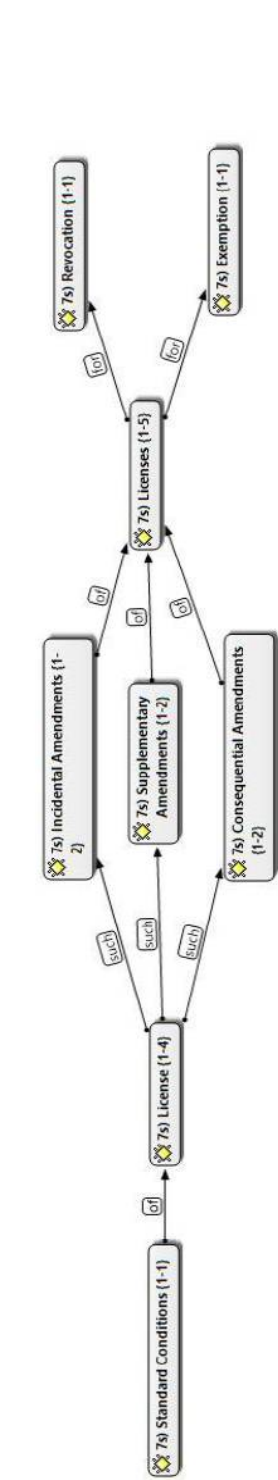 7s) Standard Conditions {1-1}
of
7s) License {1-4}
such
such
such
7s) Incidental Amendments {1-
2}
7s) Supplementary
Amendments {1-2}
7s) Consequential Amendments
{1-2}
of
of
of
7s) Licenses {1-5}
for
for
7s) Revocation {1-1}
7s) Exemption {1-1}